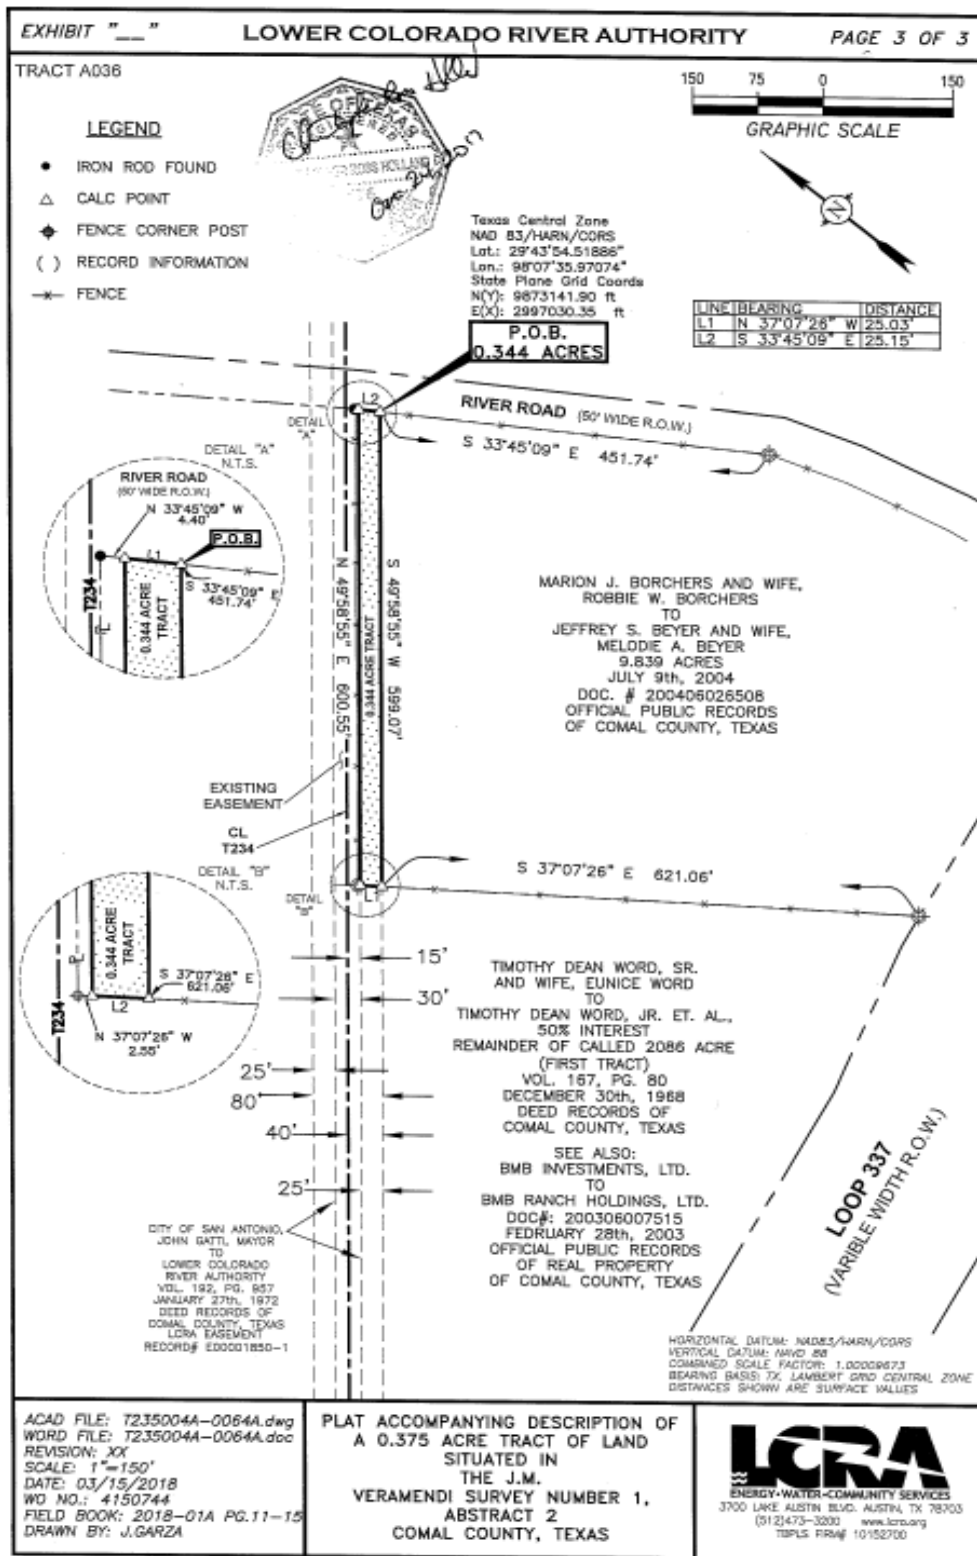 EXHIBIT "__"
LOWER COLORADO RIVER AUTHORITY
PAGE 3 OF 3
TRACT A036
LEGEND
IRON ROD FOUND
CALC POINT
FENCE CORNER POST
( ) RECORD INFORMATION
FENCE
OF TEXAS
ROSS HOLLAND
150 75 0 150
GRAPHIC SCALE
N
Texas Central Zone
NAD 83/HARN/CORS
Lat.: 29°43'54.51886"
Lon.: 98°07'35.97074"
State Plane Grid Coords
N(Y): 9873141.90 ft
E(X): 2997030.35 ft
P.O.B.
0.344 ACRES
LINE BEARING DISTANCE
L1 N 37°07'26" W 25.03'
L2 S 33°45'09" E 25.15'
L2
RIVER ROAD (50' WIDE R.O.W.)
S 33°45'09" E 451.74'
DETAIL
"A"
DETAIL "A"
N.T.S.
RIVER ROAD
(60' WIDE R.O.W.)
N 33°45'09" W
4.40'
P.O.B.
L1
S 33°45'09" E
451.74'
T234
PL
0.344 ACRE
TRACT
N 49°58'55" E 600.55'
0.344 ACRE TRACT
S 49°58'55" W 599.07'
MARION J. BORCHERS AND WIFE,
ROBBIE W. BORCHERS
TO
JEFFREY S. BEYER AND WIFE,
MELODIE A. BEYER
9.839 ACRES
JULY 9th, 2004
DOC. # 200406026508
OFFICIAL PUBLIC RECORDS
OF COMAL COUNTY, TEXAS
EXISTING
EASEMENT
CL
T234
DETAIL "B"
N.T.S.
DETAIL
"B"
L1
S 37°07'26" E 621.06'
0.344 ACRE
TRACT
PL
S 37°07'26" E
621.06'
L2
T234
N 37°07'26" W
2.55'
15'
30'
25'
80'
40'
25'
TIMOTHY DEAN WORD, SR.
AND WIFE, EUNICE WORD
TO
TIMOTHY DEAN WORD, JR. ET. AL.,
50% INTEREST
REMAINDER OF CALLED 2086 ACRE
(FIRST TRACT)
VOL. 167, PG. 80
DECEMBER 30th, 1968
DEED RECORDS OF
COMAL COUNTY, TEXAS
SEE ALSO:
BMB INVESTMENTS, LTD.
TO
BMB RANCH HOLDINGS, LTD.
DOC#: 200306007515
FEDRUARY 28th, 2003
OFFICIAL PUBLIC RECORDS
OF REAL PROPERTY
OF COMAL COUNTY, TEXAS
LOOP 337
(VARIBLE WIDTH R.O.W.)
CITY OF SAN ANTONIO,
JOHN GATTI, MAYOR
TO
LOWER COLORADO
RIVER AUTHORITY
VOL. 192, PG. 957
JANUARY 27th, 1972
DEED RECORDS OF
COMAL COUNTY, TEXAS
LCRA EASEMENT
RECORD# E00001850-1
HORIZONTAL DATUM: NAD83/HARN/CORS
VERTICAL DATUM: NAVD 88
COMBINED SCALE FACTOR: 1.00009673
BEARING BASIS: TX. LAMBERT GRID CENTRAL ZONE
DISTANCES SHOWN ARE SURFACE VALUES
ACAD FILE: T235004A-0064A.dwg
WORD FILE: T235004A-0064A.doc
REVISION: XX
SCALE: 1"=150'
DATE: 03/15/2018
WO NO.: 4150744
FIELD BOOK: 2018-01A PG.11-15
DRAWN BY: J.GARZA
PLAT ACCOMPANYING DESCRIPTION OF
A 0.375 ACRE TRACT OF LAND
SITUATED IN
THE J.M.
VERAMENDI SURVEY NUMBER 1,
ABSTRACT 2
COMAL COUNTY, TEXAS
LCRA
ENERGY•WATER•COMMUNITY SERVICES
3700 LAKE AUSTIN BLVD. AUSTIN, TX 78703
(512)473-3200 www.lcra.org
TBPLS FIRM# 10152700